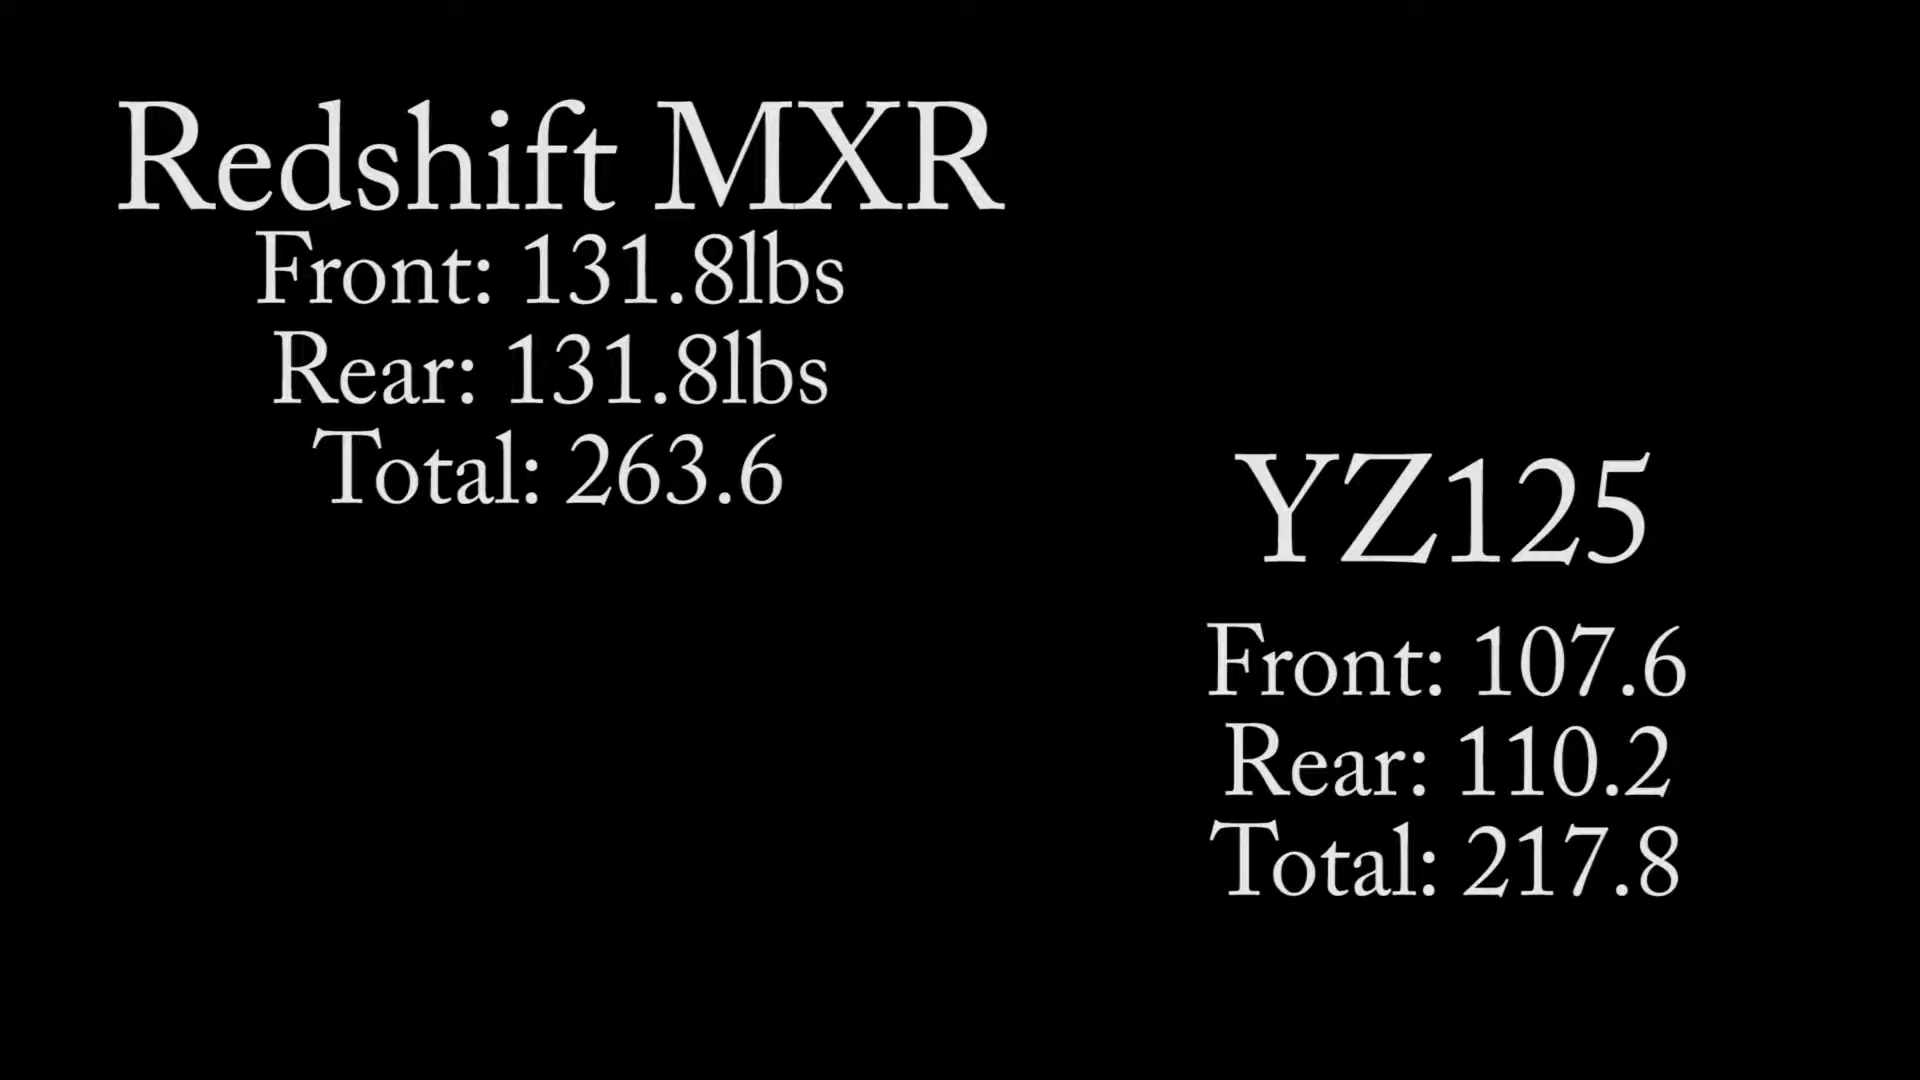 Redshift MXR
Front: 131.8lbs
Rear: 131.8lbs
Total: 263.6
YZ125
Front: 107.6
Rear: 110.2
Total: 217.8